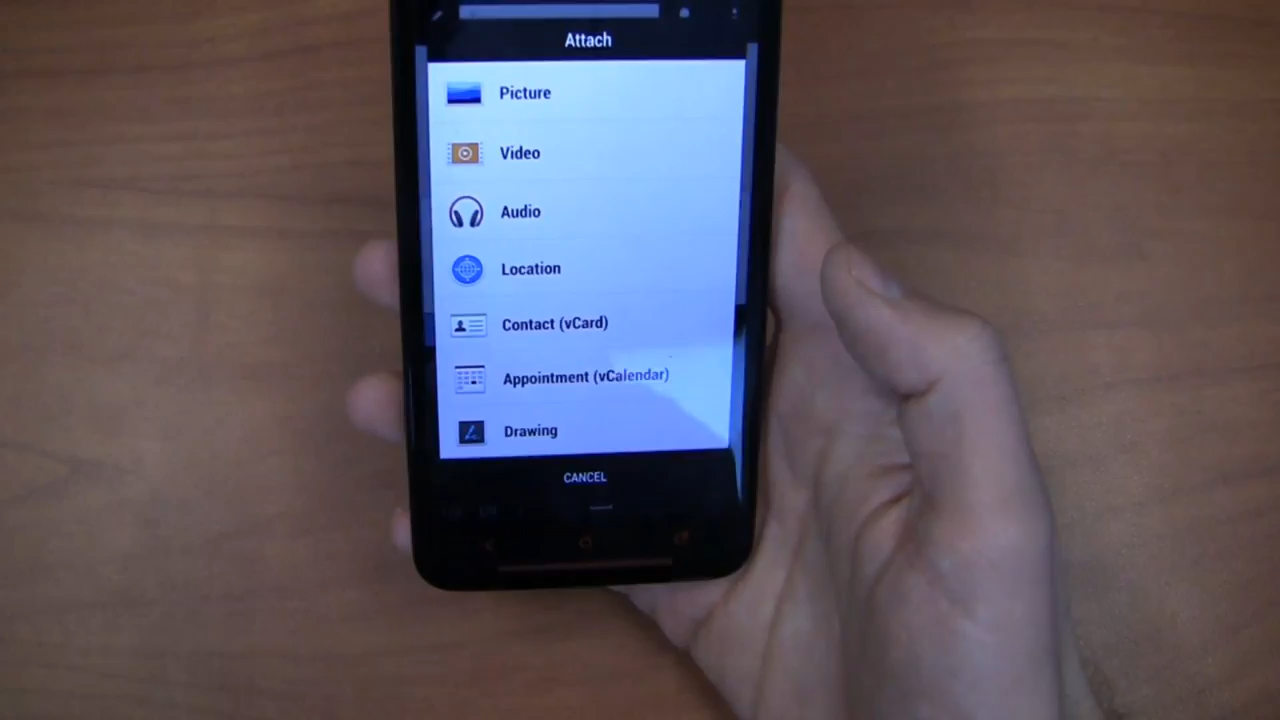 Attach
Picture
Video
Audio
Location
Contact (vCard)
Appointment (vCalendar)
Drawing
CANCEL